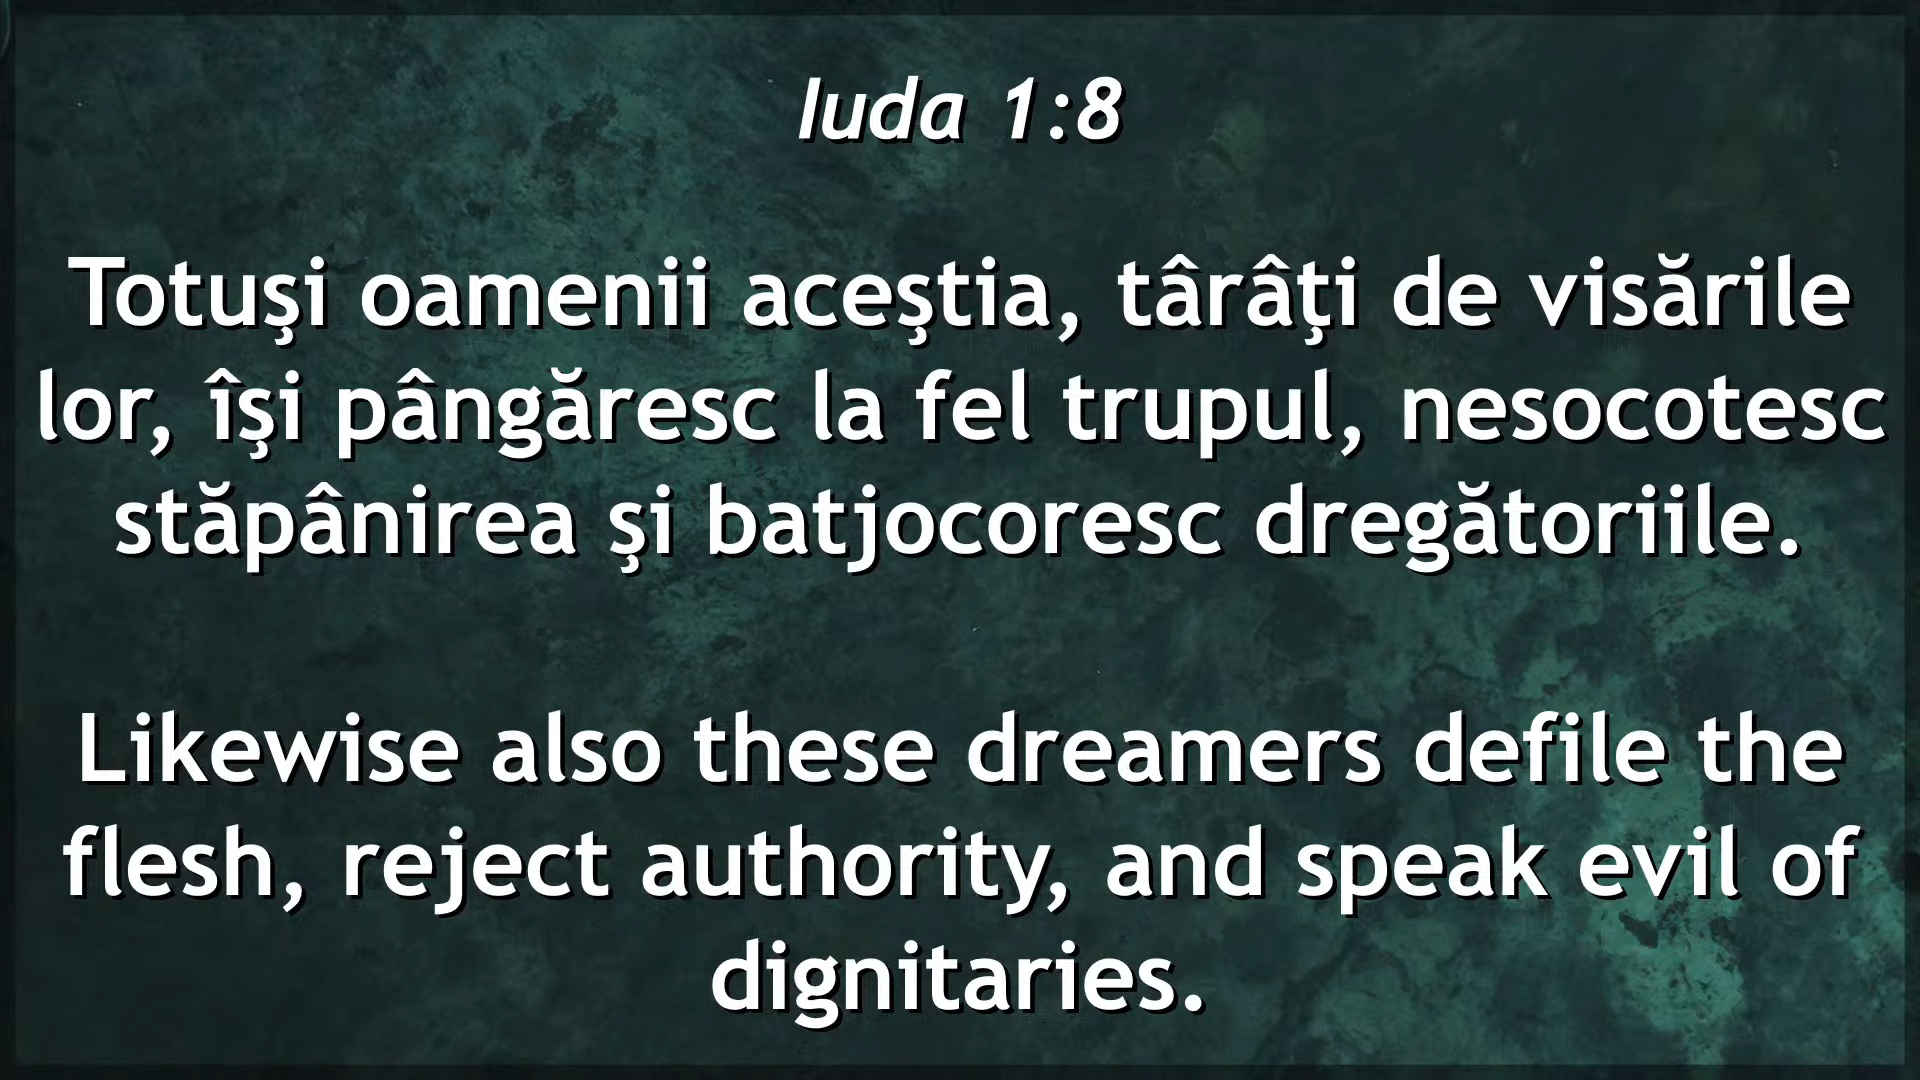 Iuda 1:8
Totuşi oamenii aceştia, târâţi de visările
lor, îşi pângăresc la fel trupul, nesocotesc
stăpânirea şi batjocoresc dregătoriile.
Likewise also these dreamers defile the
flesh, reject authority, and speak evil of
dignitaries.